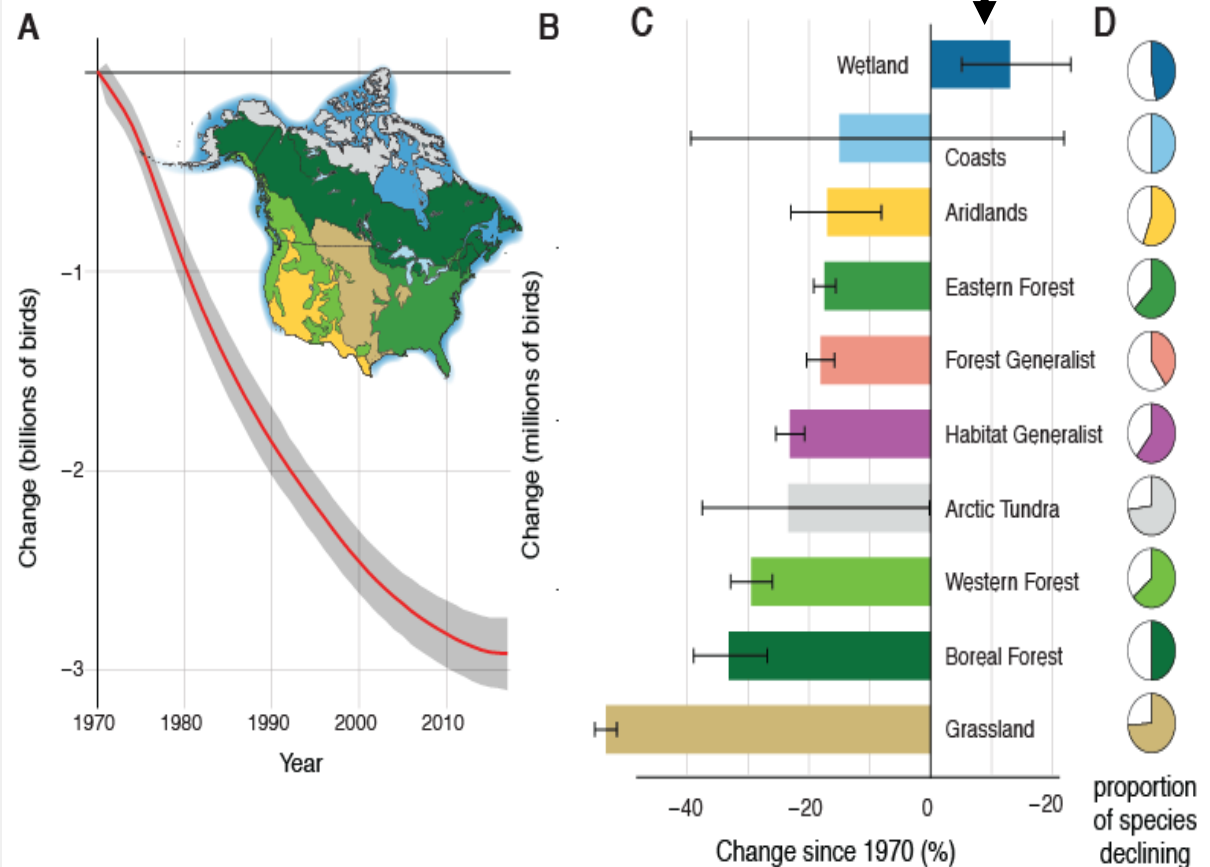 A
B
C
D
Change (billions of birds)
−1
−2
−3
1970
1980
1990
2000
2010
Year
Change (millions of birds)
Wetland
Coasts
Aridlands
Eastern Forest
Forest Generalist
Habitat Generalist
Arctic Tundra
Western Forest
Boreal Forest
Grassland
−40
−20
0
−20
Change since 1970 (%)
proportion
of species
declining